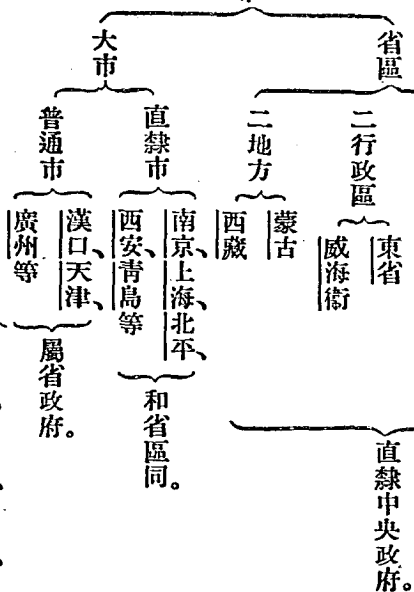 省區
二行政區
東省
威海衛
二地方
蒙古
西藏
直隸中央政府。
大市
直隸市
南京、上海、北平、
西安、青島等
和省區同。
普通市
漢口、天津、
廣州等
屬省政府。